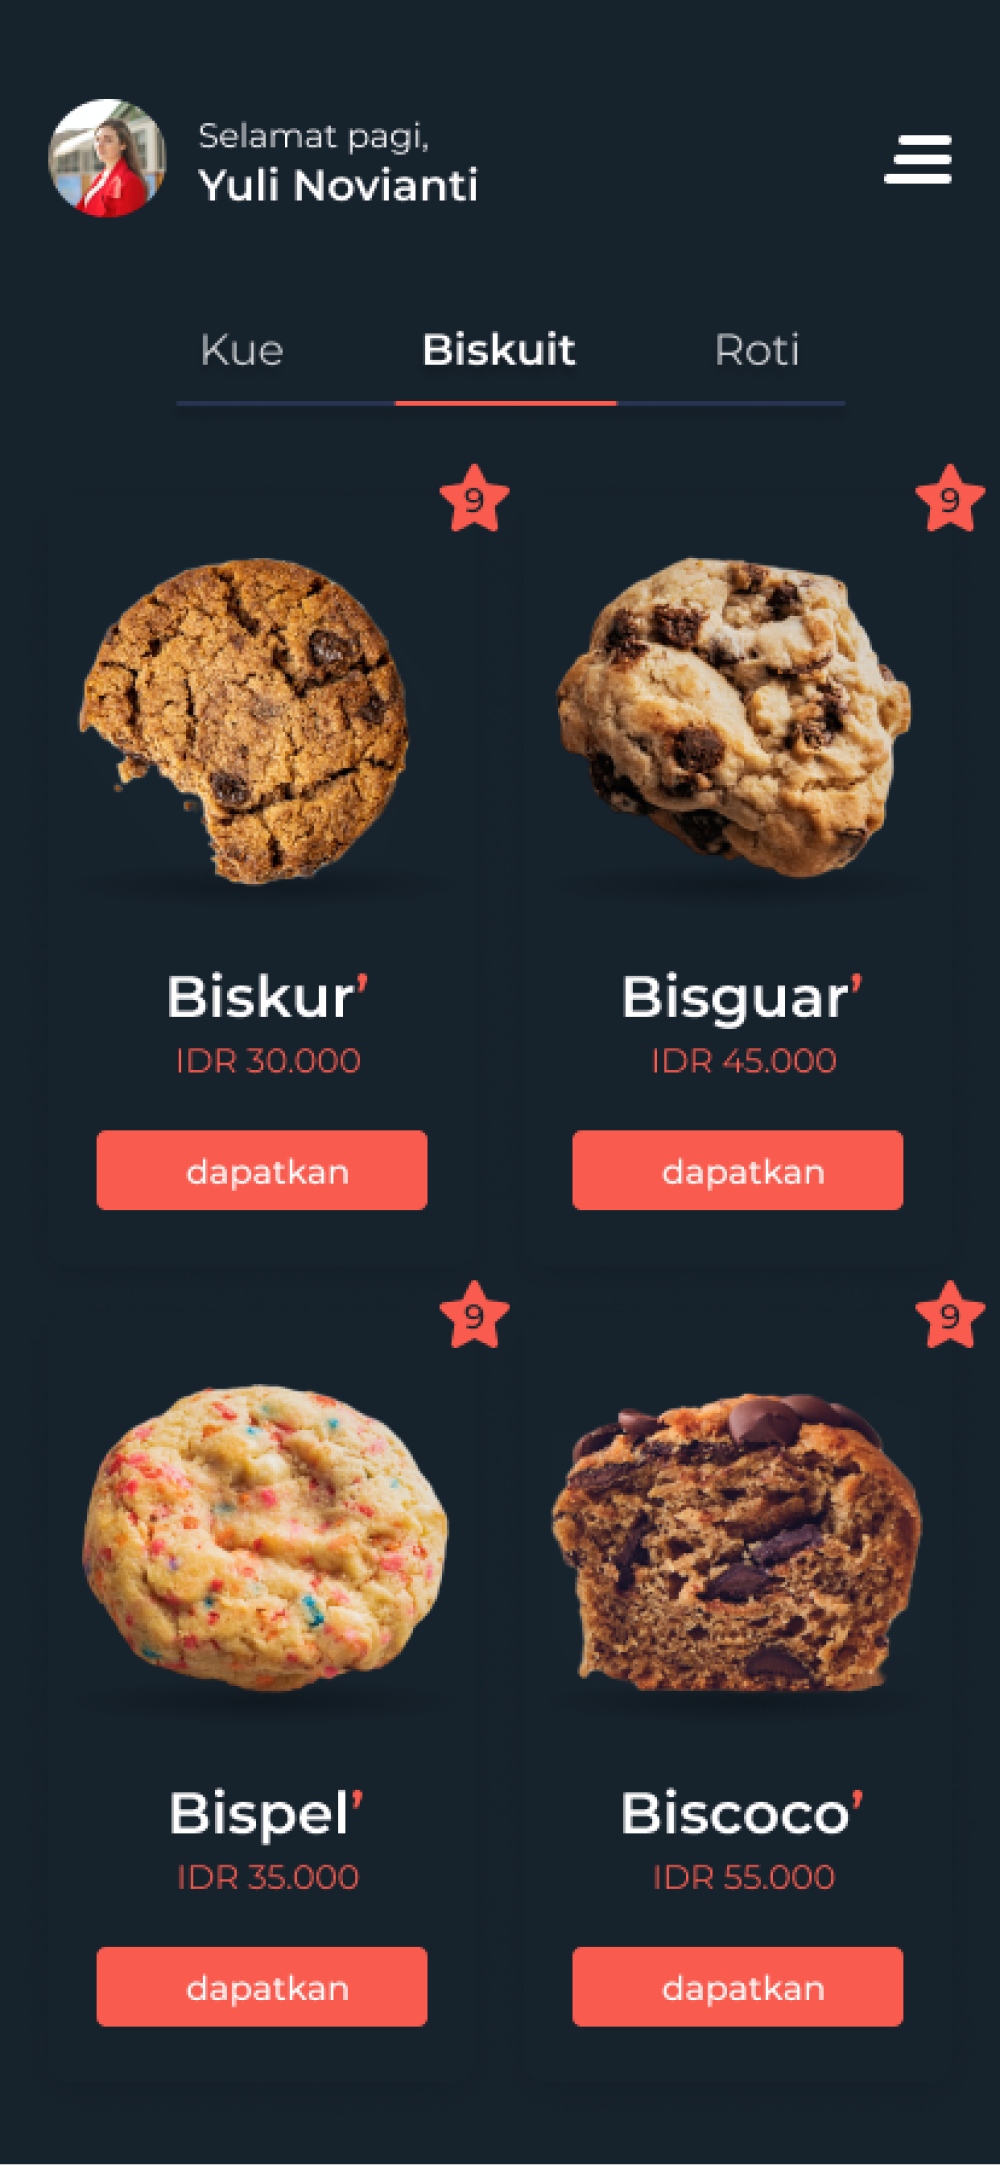 Selamat pagi,
Yuli Novianti
Kue
Biskuit
Roti
9
9
Biskur’
IDR 30.000
dapatkan
Bisguar’
IDR 45.000
dapatkan
9
9
Bispel’
IDR 35.000
dapatkan
Biscoco’
IDR 55.000
dapatkan